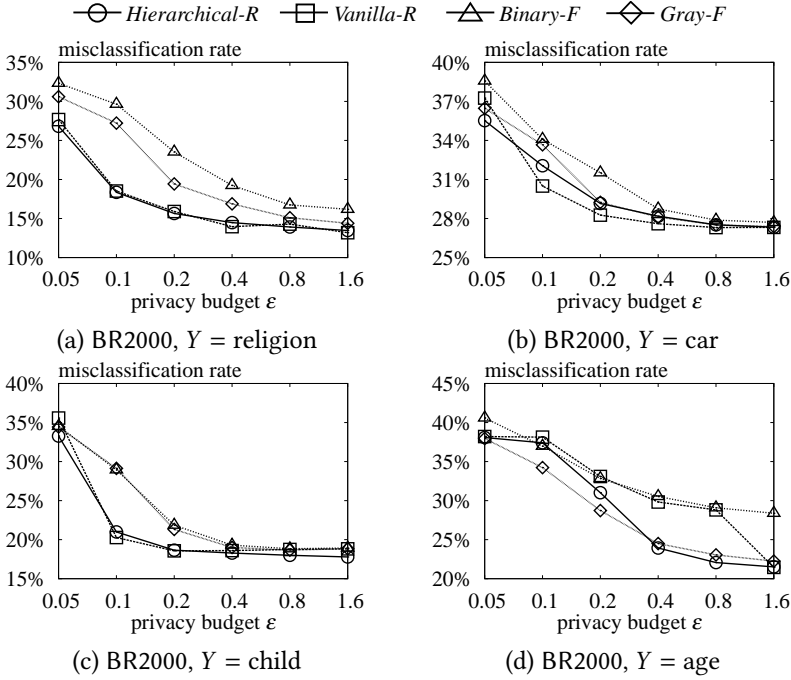 Hierarchical-R Vanilla-R Binary-F Gray-F
misclassification rate
35%
30%
25%
20%
15%
10%
0.05 0.1 0.2 0.4 0.8 1.6
privacy budget ε
(a) BR2000, Y = religion
misclassification rate
37%
34%
31%
28%
25%
0.05 0.1 0.2 0.4 0.8 1.6
privacy budget ε
(b) BR2000, Y = car
misclassification rate
40%
35%
30%
25%
20%
15%
0.05 0.1 0.2 0.4 0.8 1.6
privacy budget ε
(c) BR2000, Y = child
misclassification rate
45%
40%
35%
30%
25%
20%
0.05 0.1 0.2 0.4 0.8 1.6
privacy budget ε
(d) BR2000, Y = age